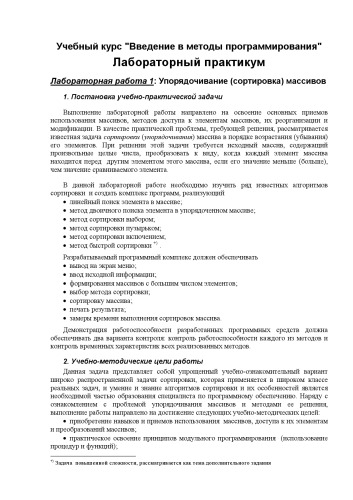 Учебный курс "Введение в методы программирования"
Лабораторный практикум
Лабораторная работа 1: Упорядочивание (сортировка) массивов
1. Постановка учебно-практической задачи
Выполнение лабораторной работы направлено на освоение основных приемов
использования массивов, методов доступа к элементам массивов, их реорганизации и
модификации. В качестве практической проблемы, требующей решения, рассматривается
известная задача сортировки (упорядочивания) массива в порядке возрастания (убывания)
его элементов. При решении этой задачи требуется исходный массив, содержащий
произвольные целые числа, преобразовать к виду, когда каждый элемент массива
находится перед другим элементом этого массива, если его значение меньше (больше),
чем значение сравниваемого элемента.
В данной лабораторной работе необходимо изучить ряд известных алгоритмов
сортировки и создать комплекс программ, реализующий
• линейный поиск элемента в массиве;
• метод двоичного поиска элемента в упорядоченном массиве;
• метод сортировки выбором;
• метод сортировки пузырьком;
• метод сортировки включением;
• метод быстрой сортировки *) .
Разрабатываемый программный комплекс должен обеспечивать
• вывод на экран меню;
• ввод исходной информации;
• формирования массивов с большим числом элементов;
• выбор метода сортировки;
• сортировку массива;
• печать результата;
• замеры времени выполнения сортировок массива.
Демонстрация работоспособности разработанных программных средств должна
обеспечивать два варианта контроля: контроль работоспособности каждого из методов и
контроль временных характеристик всех реализованных методов.
2. Учебно-методические цели работы
Данная задача представляет собой упрощенный учебно-ознакомительный вариант
широко распространенной задачи сортировки, которая применяется в широком классе
реальных задач, и умение и знание алгоритмов сортировки и их особенностей является
необходимой частью образования специалиста по программному обеспечению. Наряду с
ознакомлением с проблемой упорядочивания массивов и методами ее решения,
выполнение работы направлено на достижение следующих учебно-методических целей:
• приобретение навыков и приемов использования массивов, доступа к их элементам
и преобразований массивов;
• практическое освоение принципов модульного программирования (использование
процедур и функций);
*) Задача повышенной сложности, рассматривается как тема дополнительного задания